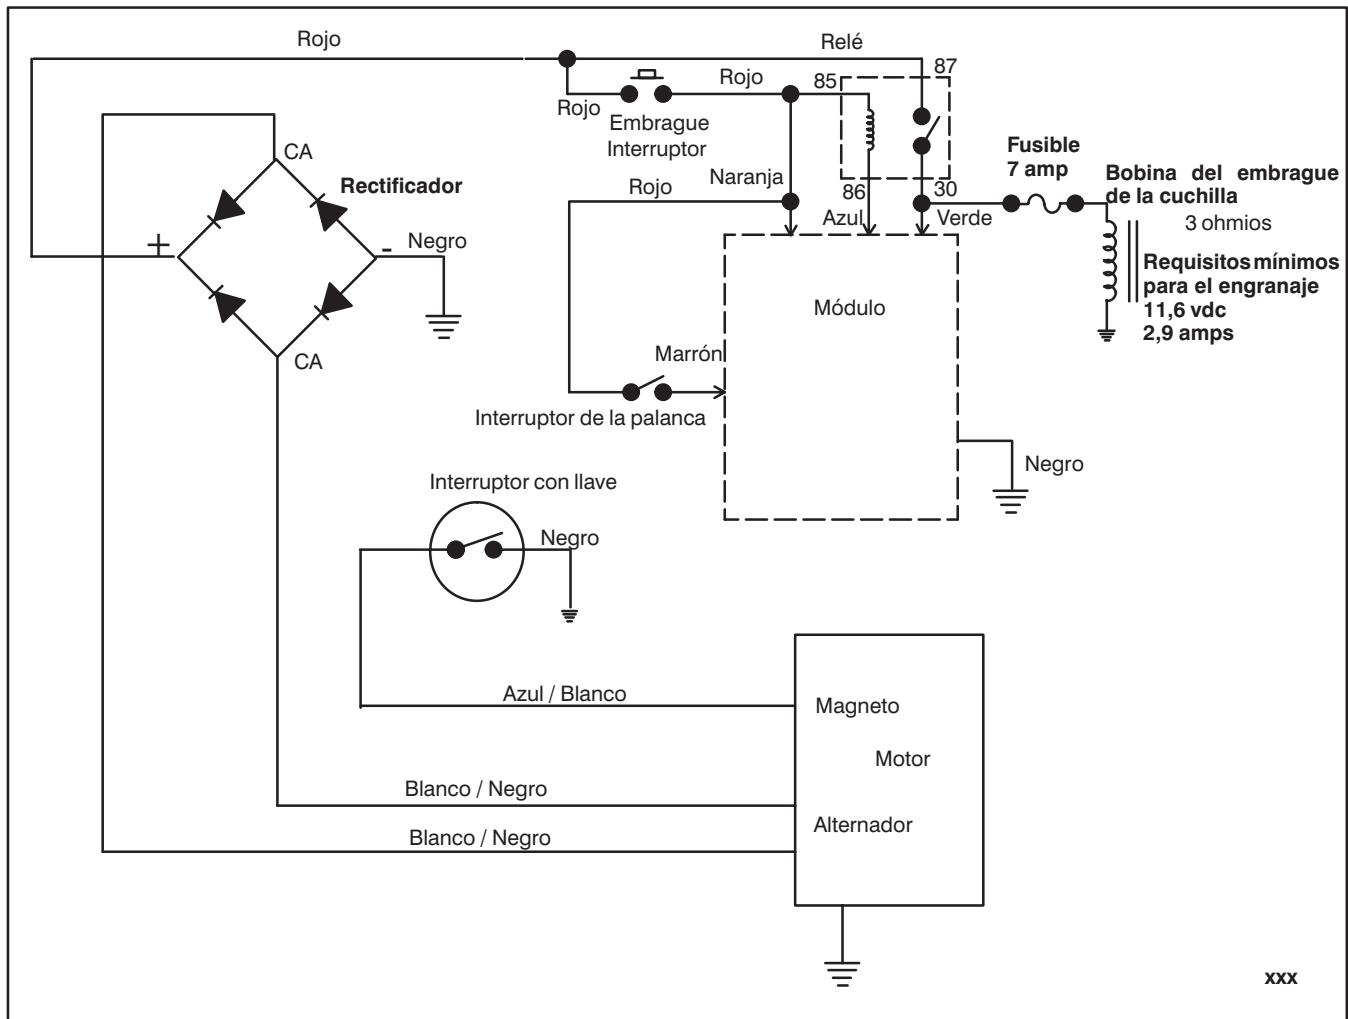 Rojo
Relé
87
Rojo
85
Rojo
Embrague
Interruptor
CA
Rectificador
Rojo
Naranja
86
30
Azul
Verde
Fusible
7 amp
Bobina del embrague
de la cuchilla
3 ohmios
Requisitos mínimos
para el engranaje
11,6 vdc
2,9 amps
+
-
Negro
Módulo
CA
Marrón
Interruptor de la palanca
Negro
Interruptor con llave
Negro
Azul / Blanco
Magneto
Motor
Blanco / Negro
Alternador
Blanco / Negro
xxx